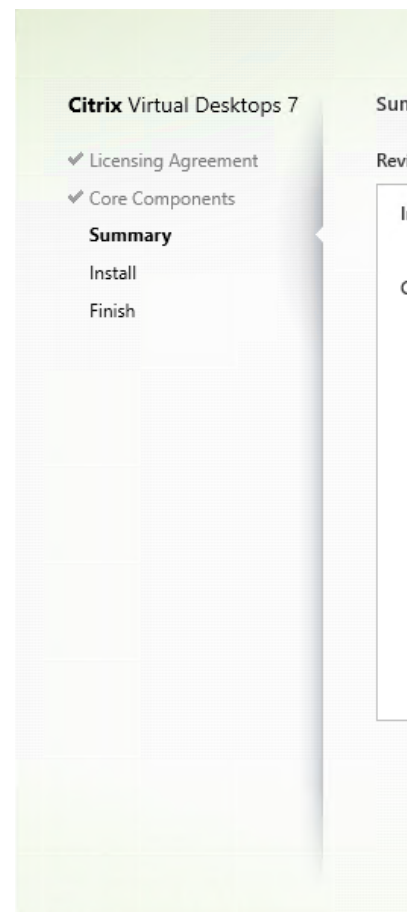 Citrix Virtual Desktops 7
Licensing Agreement
Core Components
Summary
Install
Finish